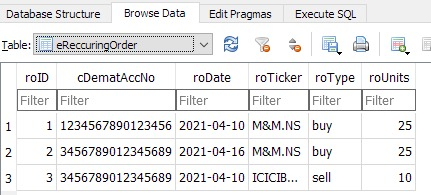 Database Structure Browse Data Edit Pragmas Execute SQL
Table: eReccuringOrder
roID cDematAccNo roDate roTicker roType roUnits
Filter Filter Filter Filter Filter Filter
1 1 1234567890123456 2021-04-10 M&M.NS buy 25
2 2 3456789012345689 2021-04-16 M&M.NS buy 25
3 3 3456789012345689 2021-04-10 ICICIB... sell 10